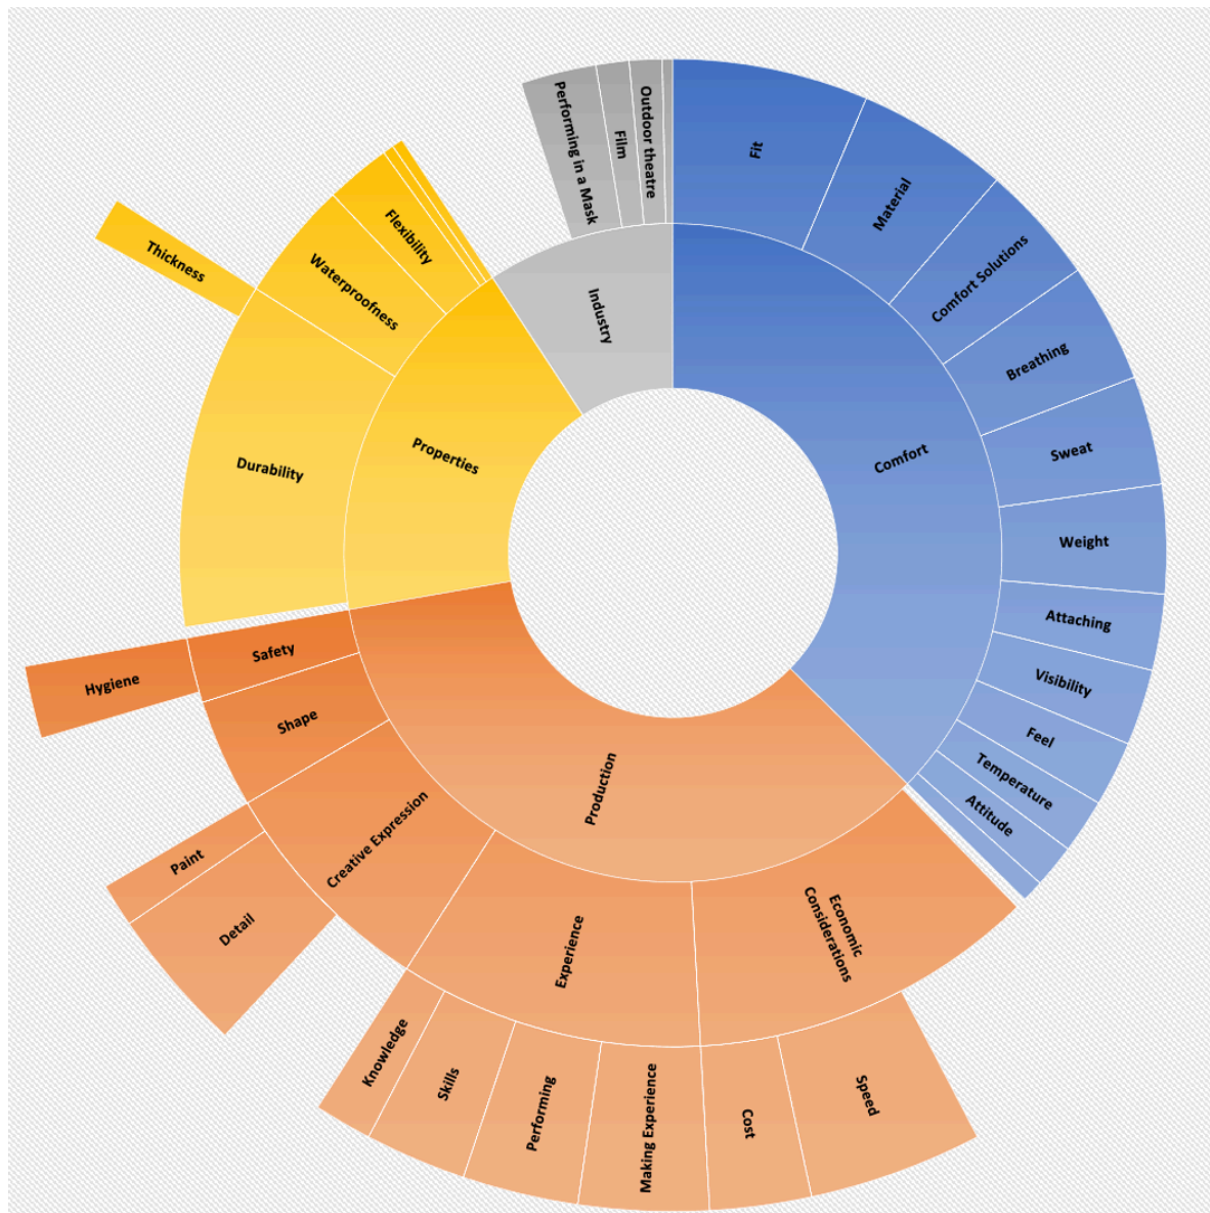 Performing in a Mask
Film
Outdoor theatre
Industry
Fit
Material
Comfort Solutions
Breathing
Sweat
Weight
Attaching
Visibility
Feel
Temperature
Attitude
Comfort
Production
Economic
Considerations
Speed
Cost
Experience
Making Experience
Performing
Skills
Knowledge
Creative Expression
Detail
Paint
Shape
Safety
Hygiene
Properties
Durability
Thickness
Waterproofness
Flexibility